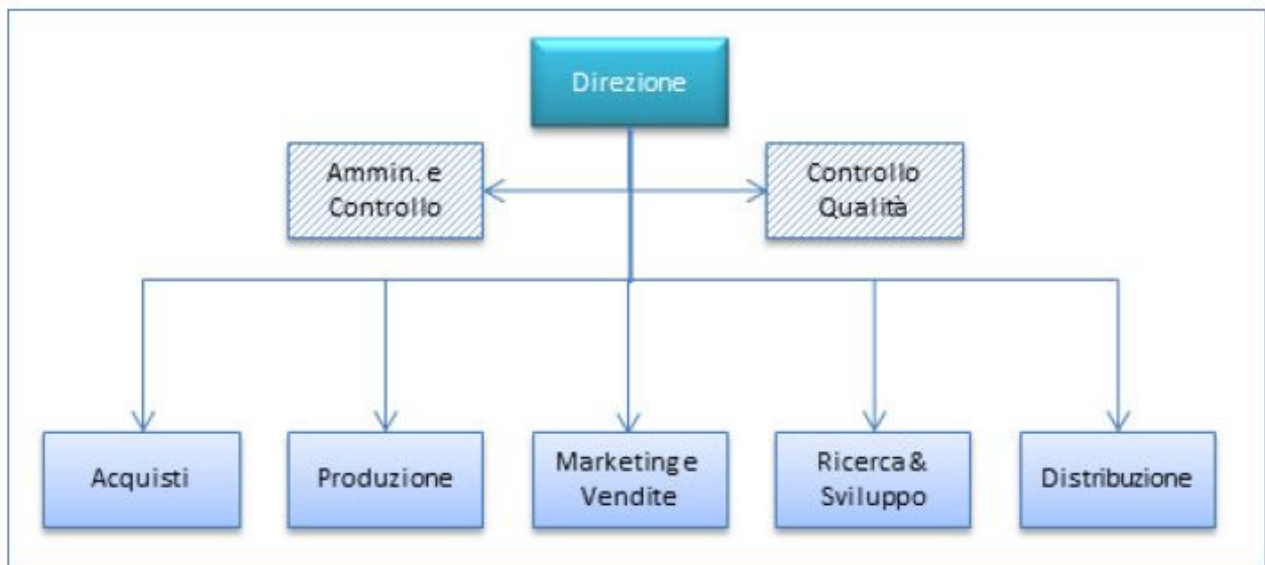 Direzione
Ammin. e
Controllo
Controllo
Qualità
Acquisti
Produzione
Marketing e
Vendite
Ricerca &
Sviluppo
Distribuzione